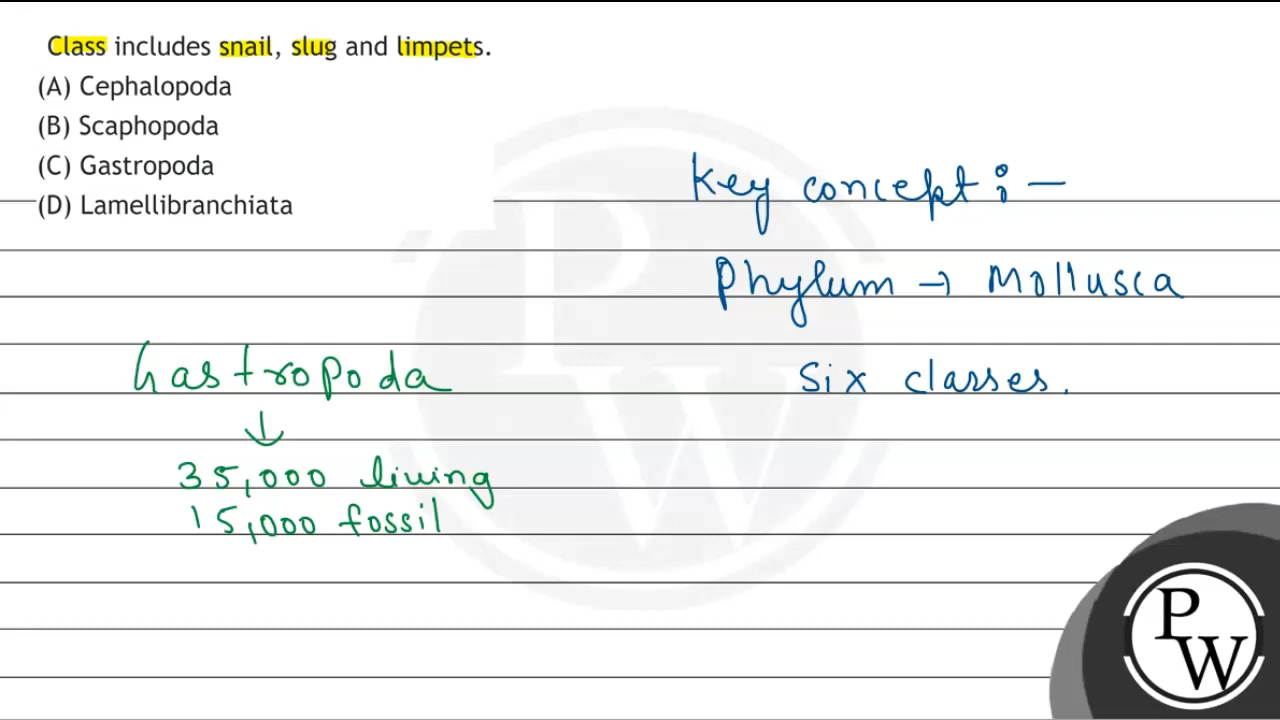 Class includes snail, slug and limpets.
(A) Cephalopoda
(B) Scaphopoda
(C) Gastropoda
(D) Lamellibranchiata
Key concept : -
Phylum → Mollusca
Six classes.
Gastropoda
↓
35,000 living
15,000 fossil
PW
PW